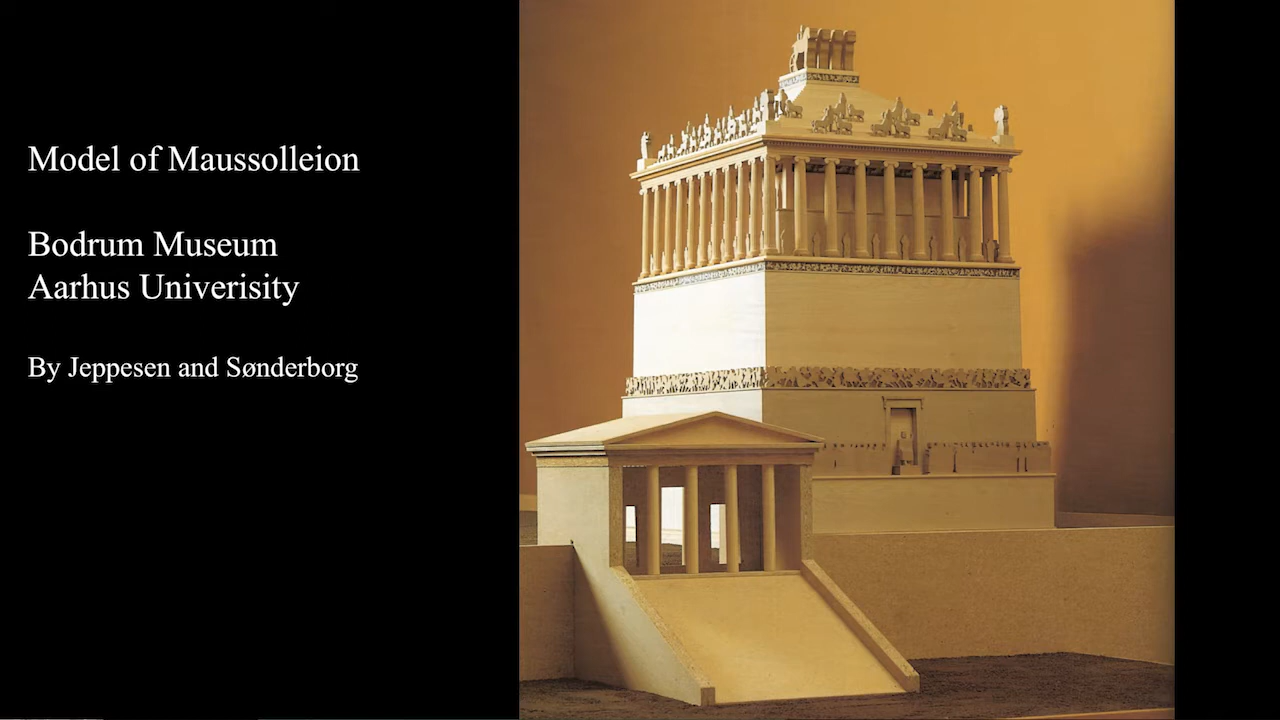 Model of Maussolleion
Bodrum Museum
Aarhus Univerisity
By Jeppesen and Sønderborg